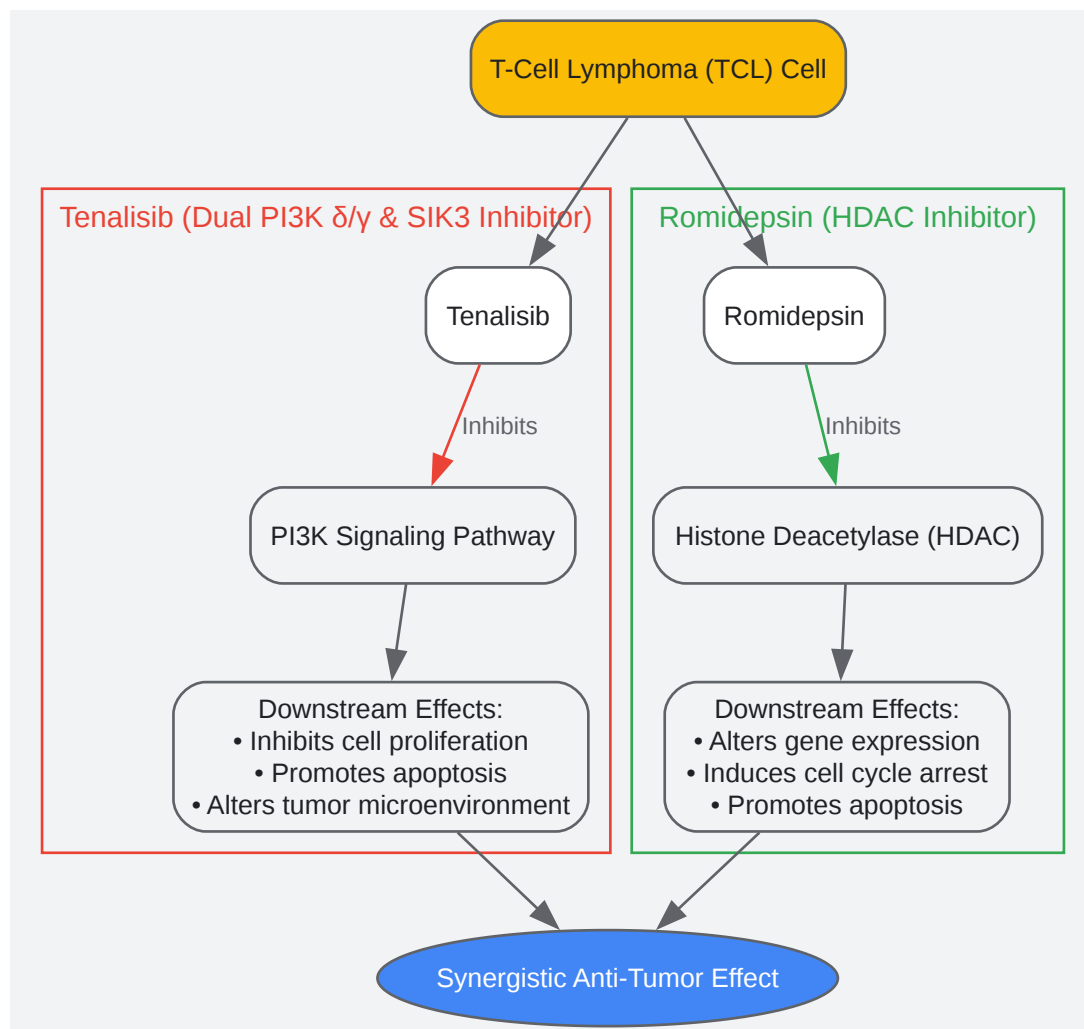 T-Cell Lymphoma (TCL) Cell
Tenalisib (Dual PI3K δ/γ & SIK3 Inhibitor)
Romidepsin (HDAC Inhibitor)
Tenalisib
Romidepsin
Inhibits
Inhibits
PI3K Signaling Pathway
Histone Deacetylase (HDAC)
Downstream Effects:
• Inhibits cell proliferation
• Promotes apoptosis
• Alters tumor microenvironment
Downstream Effects:
• Alters gene expression
• Induces cell cycle arrest
• Promotes apoptosis
Synergistic Anti-Tumor Effect